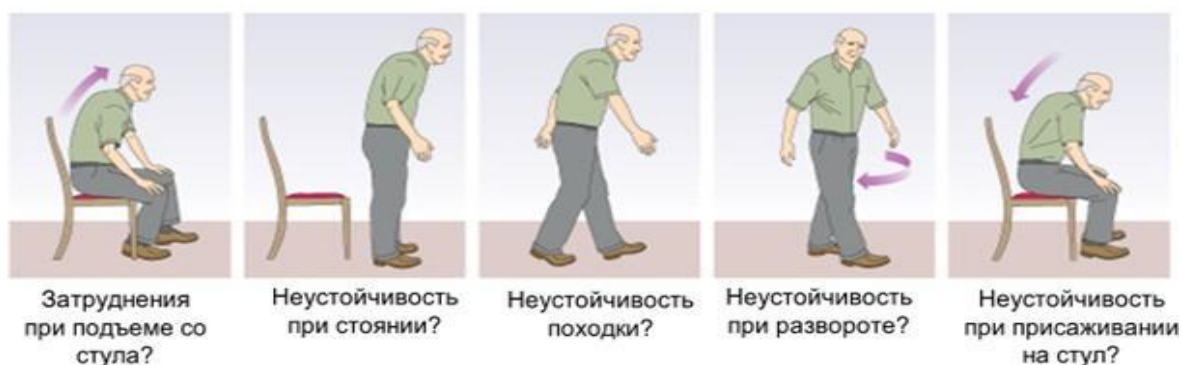 Затруднения
при подъеме со
стула?
Неустойчивость
при стоянии?
Неустойчивость
походки?
Неустойчивость
при развороте?
Неустойчивость
при присаживании
на стул?